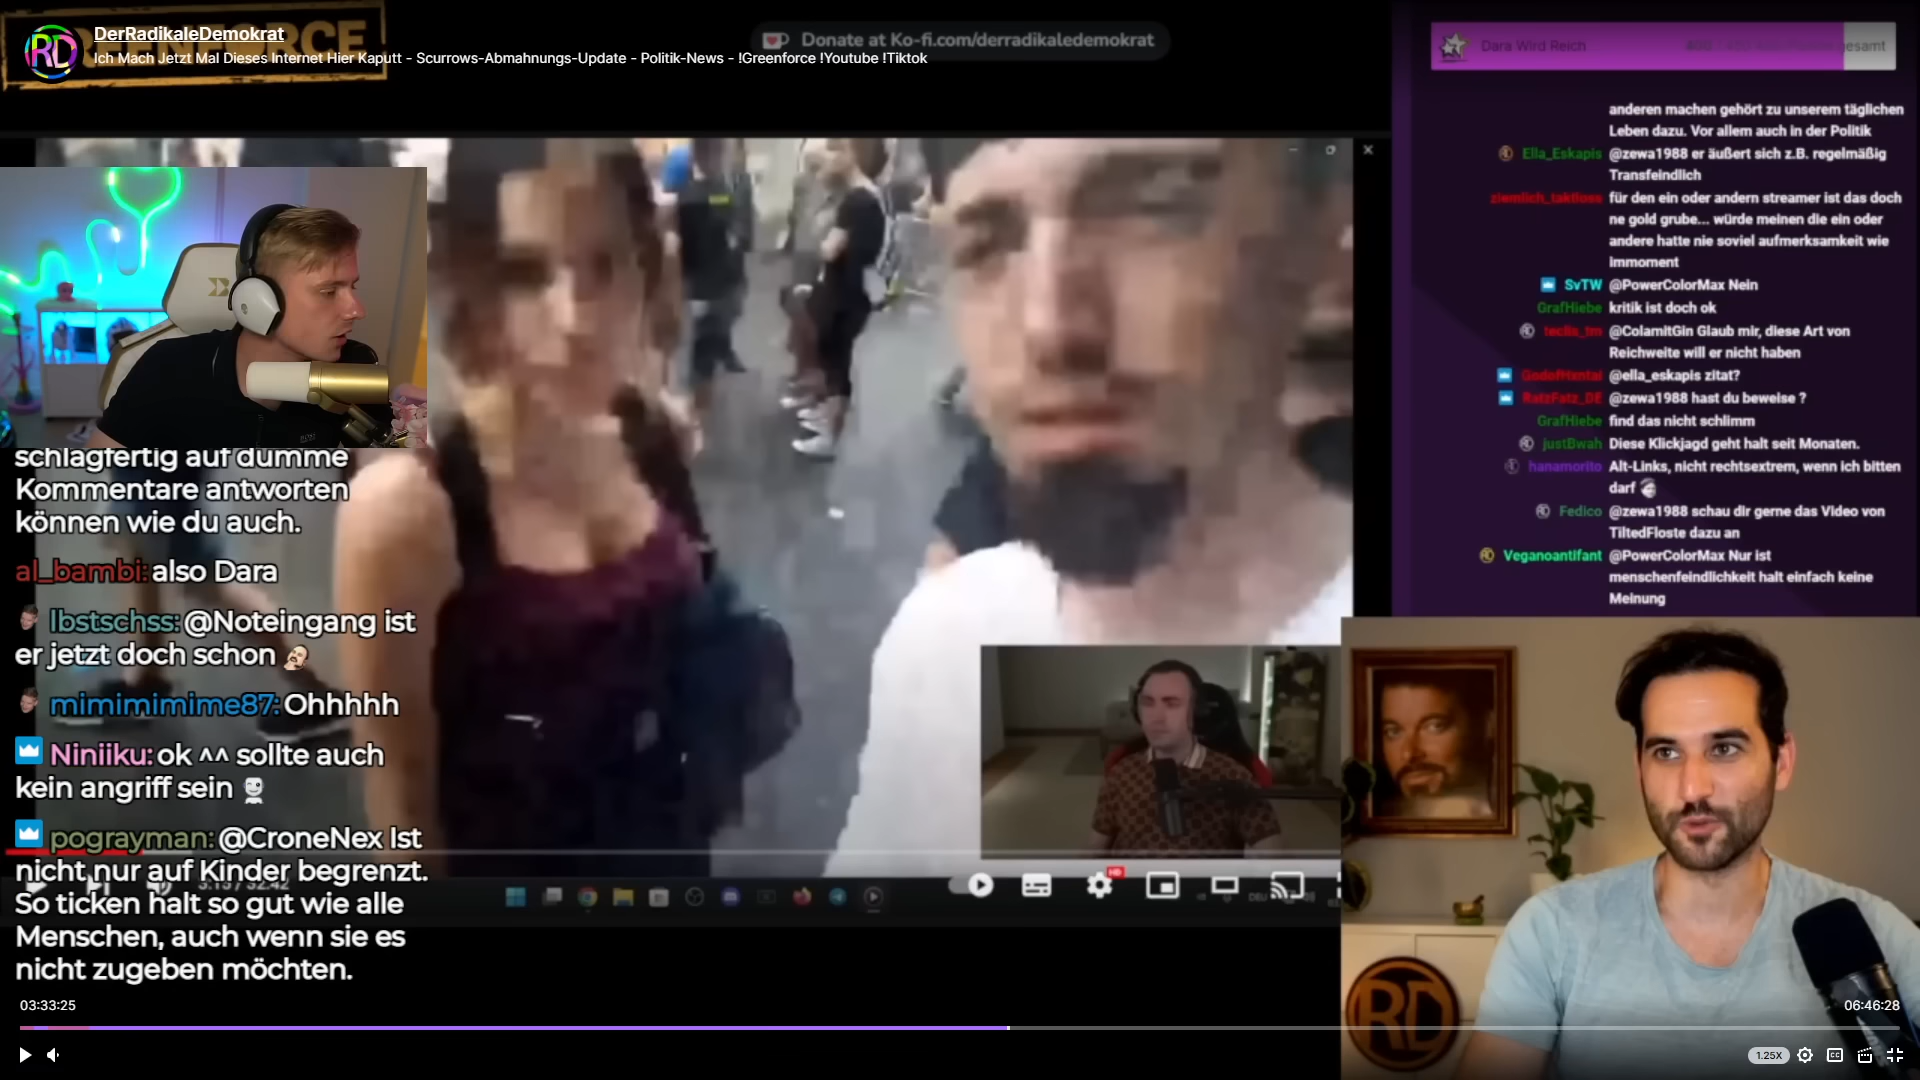 GREENFORCE
DerRadikaleDemokrat
Ich Mach Jetzt Mal Dieses Internet Hier Kaputt - Scurrows-Abmahnungs-Update - Politik-News - !Greenforce !Youtube !Tiktok
Donate at Ko-fi.com/derradikaledemokrat
Dara Wird Reich
anderen machen gehört zu unserem täglichen
Leben dazu. Vor allem auch in der Politik
Ella_Eskapis @zewa1988 er äußert sich z.B. regelmäßig
Transfeindlich
ziemlich_taktlos für den ein oder andern streamer ist das doch
ne gold grube... würde meinen die ein oder
andere hatte nie soviel aufmerksamkeit wie
immoment
SvTW @PowerColorMax Nein
GrafHiebe kritik ist doch ok
teclis_fm @ColamitGin Glaub mir, diese Art von
Reichweite will er nicht haben
GodofHentai @ella_eskapis zitat?
RatzFatz_DE @zewa1988 hast du beweise ?
GrafHiebe find das nicht schlimm
justBwah Diese Klickjagd geht halt seit Monaten.
hanamorito Alt-Links, nicht rechtsextrem, wenn ich bitten
darf
Fedico @zewa1988 schau dir gerne das Video von
TiltedFloste dazu an
Veganoantifant @PowerColorMax Nur ist
menschenfeindlichkeit halt einfach keine
Meinung
schlagfertig auf dumme
Kommentare antworten
können wie du auch.
al_bambi: also Dara
lbstschss: @Noteingang ist
er jetzt doch schon
mimimimime87: Ohhhhh
Niniiku: ok ^^ sollte auch
kein angriff sein
pograyman: @CroneNex Ist
nicht nur auf Kinder begrenzt.
So ticken halt so gut wie alle
Menschen, auch wenn sie es
nicht zugeben möchten.
HD
RD
03:33:25
06:46:28
1.25X
CC